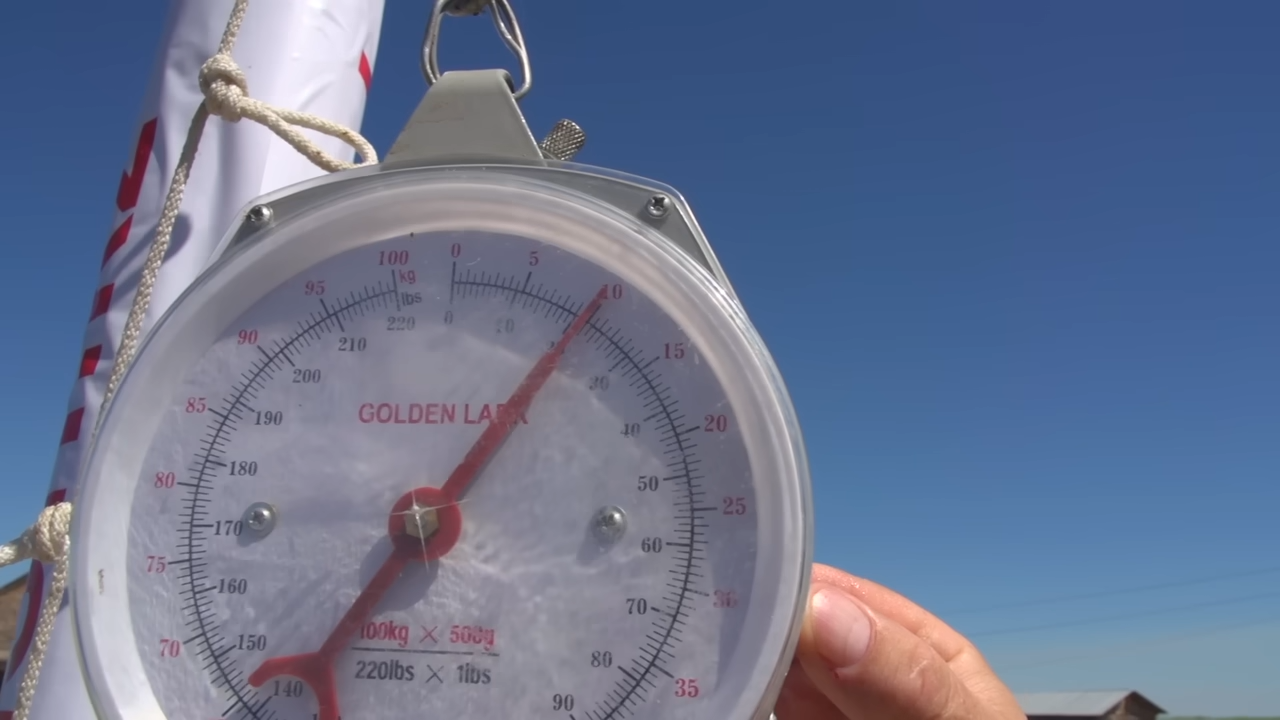 100 0 5 10 15 20 25 30 35
95 90 85 80 75 70
kg
lbs
220 0 10
210 200 190 180 170 160 150 140
30 40 50 60 70 80 90
GOLDEN LARK
100kg × 500g
220lbs × 1lbs